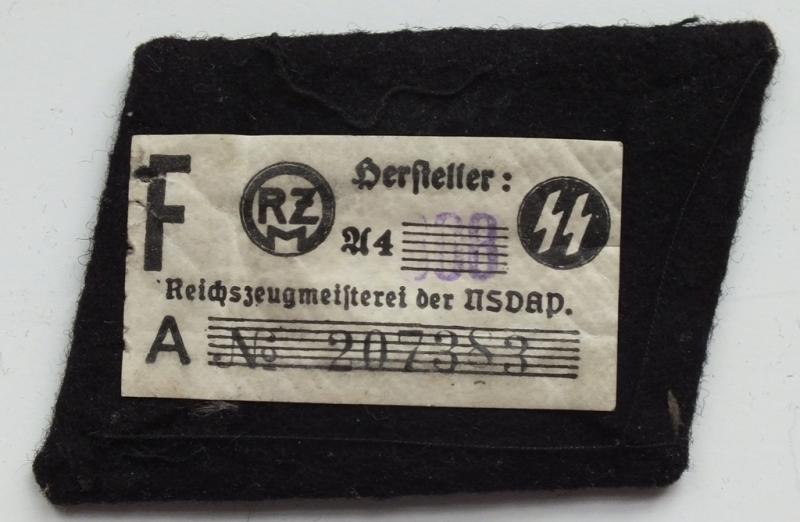 F
RZM
Hersteller:
A4
Reichszeugmeisterei der NSDAP.
A № 207383